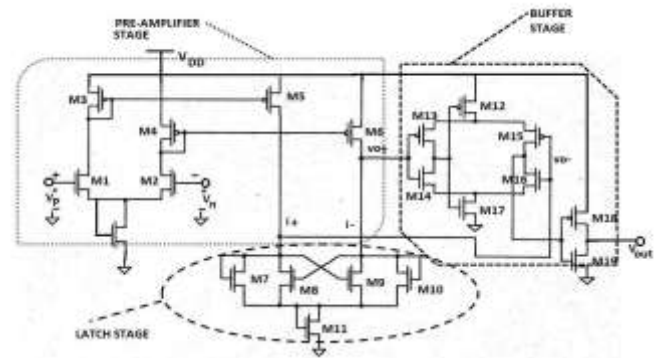 PRE-AMPLIFIER
STAGE
BUFFER
STAGE
VDD
M3
M5
M4
M6
M12
M13
M15
vo+
vo-
M1
M2
M14
M16
M17
M18
M19
Vout
i+
i-
M7
M8
M9
M10
M11
LATCH STAGE